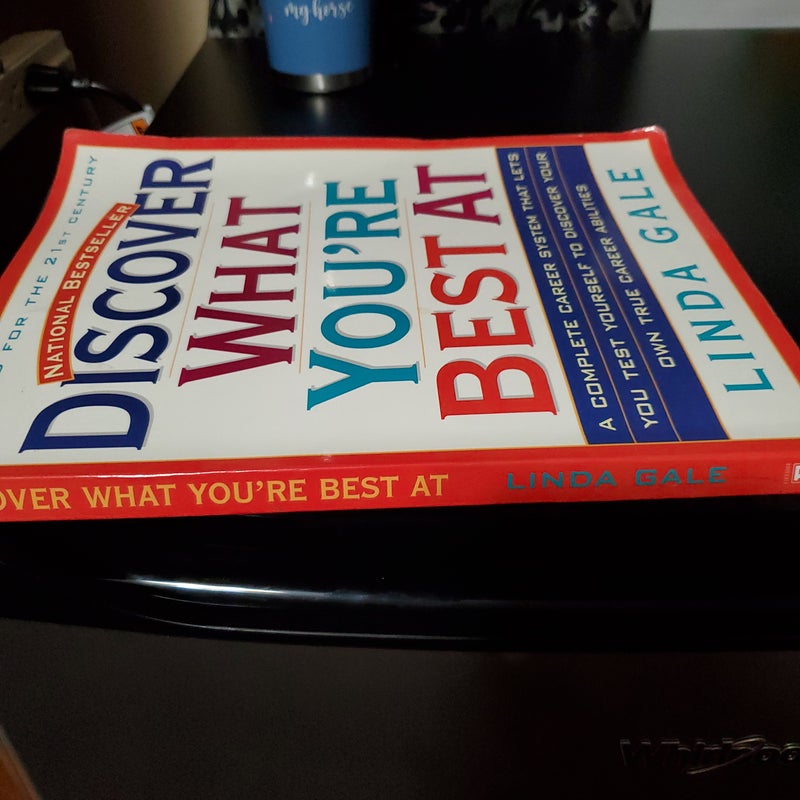 my horse
FOR THE 21ST CENTURY
NATIONAL BESTSELLER
DISCOVER
WHAT
YOU'RE
BEST AT
A COMPLETE CAREER SYSTEM THAT LETS
YOU TEST YOURSELF TO DISCOVER YOUR
OWN TRUE CAREER ABILITIES
LINDA GALE
OVER WHAT YOU'RE BEST AT LINDA GALE
Whirlpoo